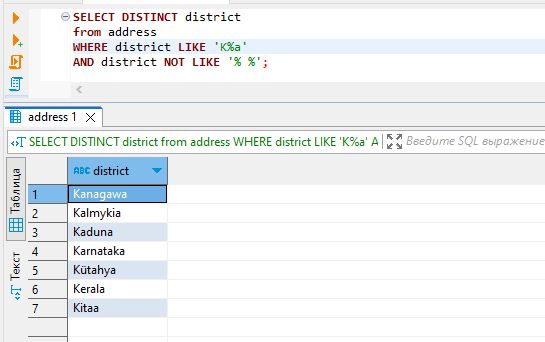 SELECT DISTINCT district
from address
WHERE district LIKE 'K%a'
AND district NOT LIKE '% %';
address 1
SELECT DISTINCT district from address WHERE district LIKE 'K%a' A
Введите SQL выражение
Таблица
Текст
ABC district
1 Kanagawa
2 Kalmykia
3 Kaduna
4 Karnataka
5 Kütahya
6 Kerala
7 Kitaa